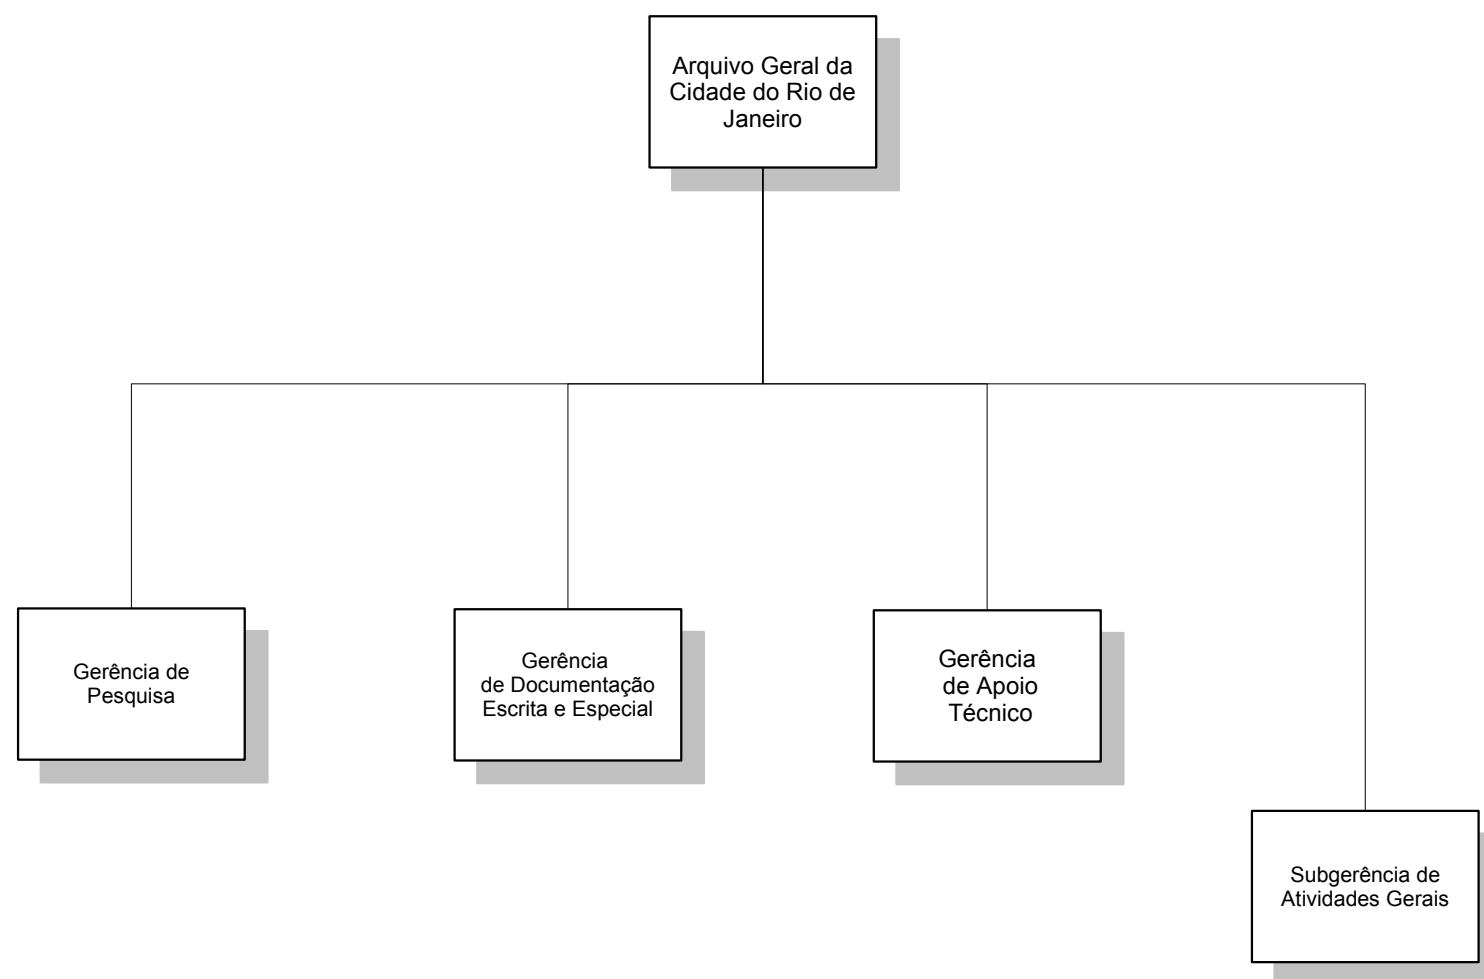 Arquivo Geral da
Cidade do Rio de
Janeiro
Gerência de
Pesquisa
Gerência
de Documentação
Escrita e Especial
Gerência
de Apoio
Técnico
Subgerência de
Atividades Gerais